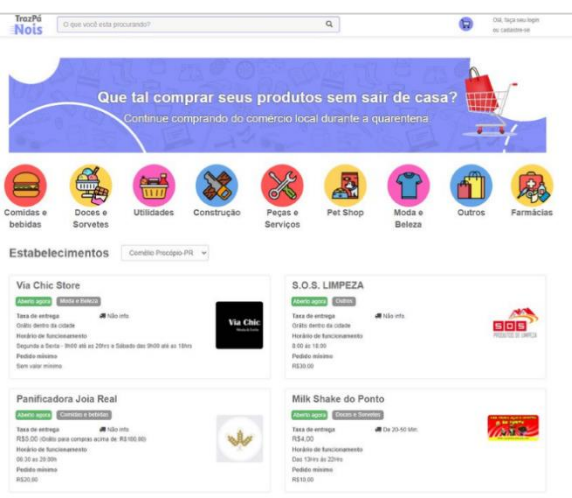 TrazPá
Nois
O que você esta procurando?
Olá, faça seu login
ou cadastre-se
Que tal comprar seus produtos sem sair de casa?
Continue comprando do comércio local durante a quarentena.
Comidas e
bebidas
Doces e
Sorvetes
Utilidades
Construção
Peças e
Serviços
Pet Shop
Moda e
Beleza
Outros
Farmácias
Estabelecimentos
Cornélio Procópio-PR
Via Chic Store
Aberto agora Moda e Beleza
Taxa de entrega Não info
Grátis dentro da cidade
Horário de funcionamento
Segunda a Sexta - 9h00 até as 20hrs e Sábado das 9h00 até as 18hrs
Pedido mínimo
Sem valor mínimo
Via Chic
S.O.S. LIMPEZA
Aberto agora Outros
Taxa de entrega Não info
Grátis dentro da cidade
Horário de funcionamento
8:00 às 18:00
Pedido mínimo
R$30,00
SOS
PRODUTOS DE LIMPEZA
Panificadora Joia Real
Aberto agora Comidas e bebidas
Taxa de entrega Não info
R$5,00 (Grátis para compras acima de R$100,00)
Horário de funcionamento
06:30 as 20:00h
Pedido mínimo
R$20,00
Milk Shake do Ponto
Aberto agora Doces e Sorvetes
Taxa de entrega De 20-50 Min
R$4,00
Horário de funcionamento
Das 13hrs às 22hrs
Pedido mínimo
R$10,00